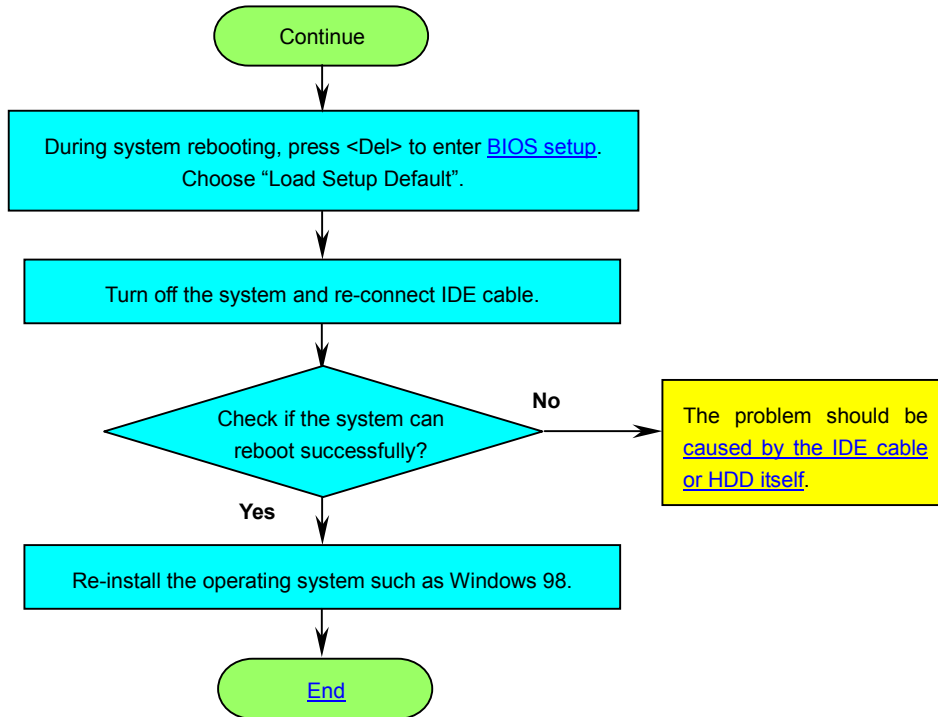 Continue
During system rebooting, press <Del> to enter BIOS setup.
Choose “Load Setup Default”.
Turn off the system and re-connect IDE cable.
Check if the system can
reboot successfully?
No
The problem should be
caused by the IDE cable
or HDD itself.
Yes
Re-install the operating system such as Windows 98.
End